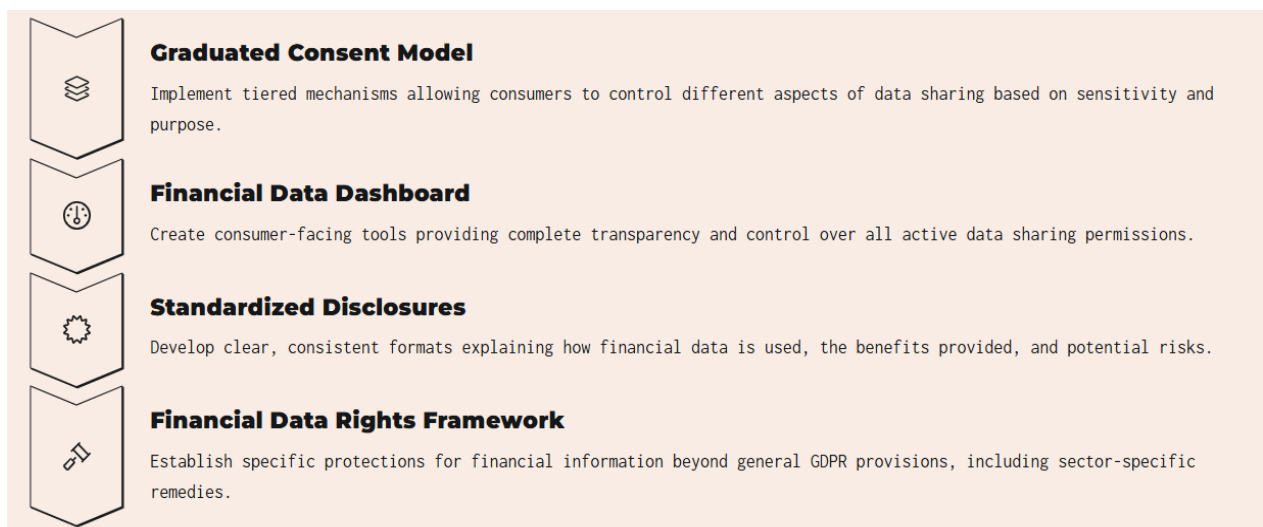 Graduated Consent Model
Implement tiered mechanisms allowing consumers to control different aspects of data sharing based on sensitivity and
purpose.
Financial Data Dashboard
Create consumer-facing tools providing complete transparency and control over all active data sharing permissions.
Standardized Disclosures
Develop clear, consistent formats explaining how financial data is used, the benefits provided, and potential risks.
Financial Data Rights Framework
Establish specific protections for financial information beyond general GDPR provisions, including sector-specific
remedies.